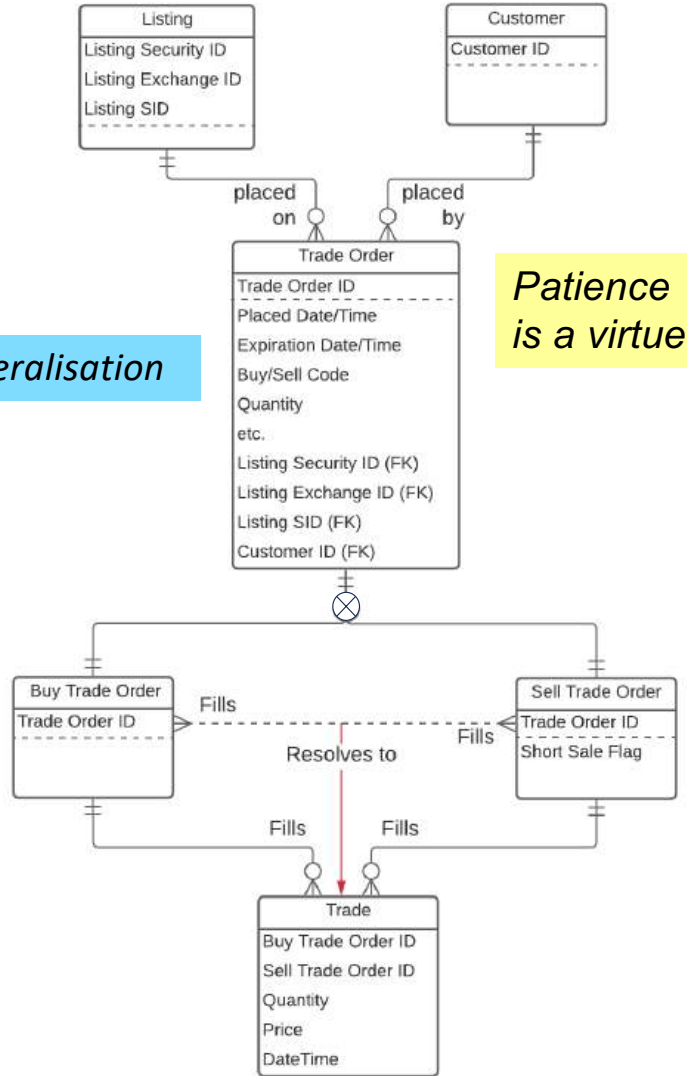 Listing
Listing Security ID
Listing Exchange ID
Listing SID
Customer
Customer ID
placed
on
placed
by
Trade Order
Trade Order ID
Placed Date/Time
Expiration Date/Time
Buy/Sell Code
Quantity
etc.
Listing Security ID (FK)
Listing Exchange ID (FK)
Listing SID (FK)
Customer ID (FK)
Patience
is a virtue
eralisation
Buy Trade Order
Trade Order ID
Fills
Fills
Resolves to
Sell Trade Order
Trade Order ID
Short Sale Flag
Fills
Fills
Trade
Buy Trade Order ID
Sell Trade Order ID
Quantity
Price
DateTime